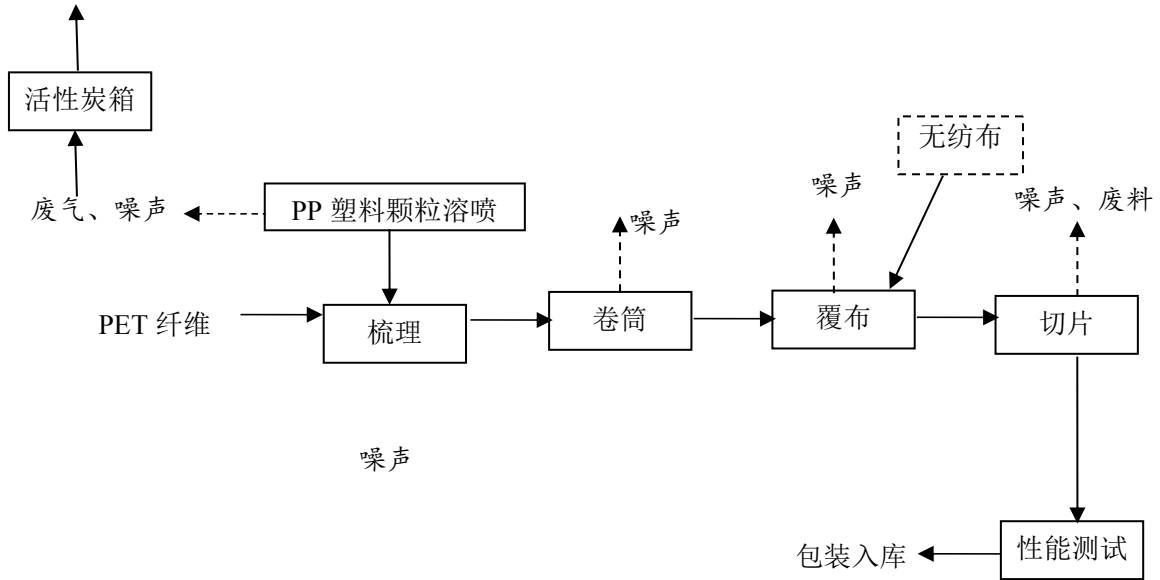 活性炭箱
无纺布
废气、噪声
PP 塑料颗粒溶喷
噪声
噪声
噪声、废料
PET 纤维
梳理
卷筒
覆布
切片
噪声
包装入库
性能测试